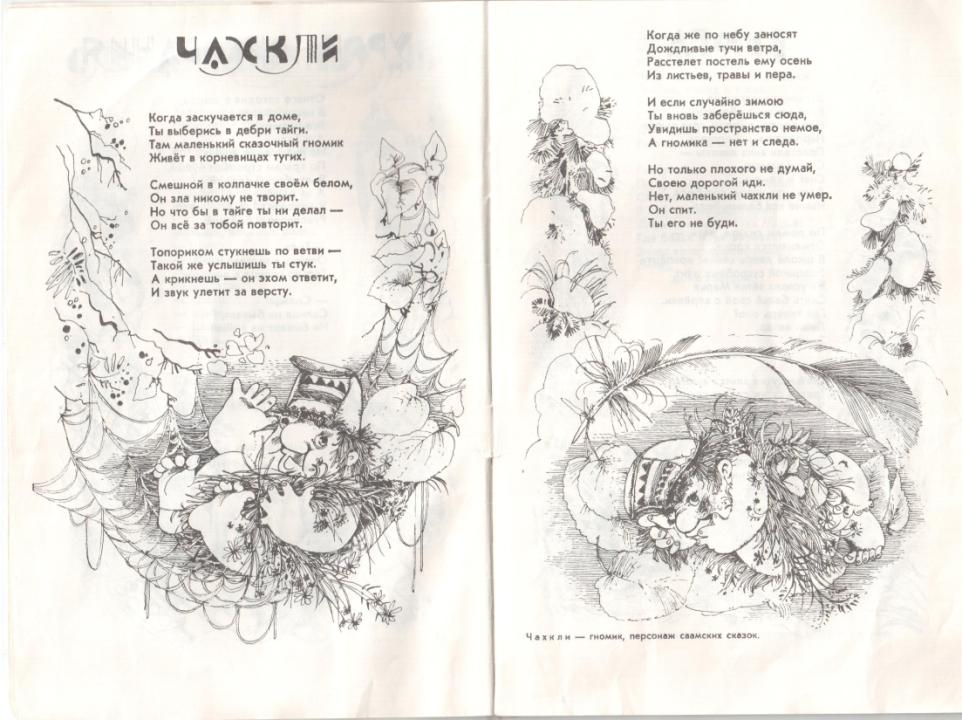 ЧАХКЛИ
Когда заскучается в доме,
Ты выберись в дебри тайги.
Там маленький сказочный гномик
Живёт в корневищах тугих.
Смешной в колпачке своём белом,
Он зла никому не творит.
Но что бы в тайге ты ни делал —
Он всё за тобой повторит.
Топориком стукнешь по ветви —
Такой же услышишь ты стук.
А крикнешь — он эхом ответит,
И звук улетит за версту.
Когда же по небу заносят
Дождливые тучи ветра,
Расстелет постель ему осень
Из листьев, травы и пера.
И если случайно зимою
Ты вновь заберёшься сюда,
Увидишь пространство немое,
А гномика — нет и следа.
Но только плохого не думай,
Своею дорогой иди.
Нет, маленький чахкли не умер.
Он спит.
Ты его не буди.
Чахкли — гномик, персонаж саамских сказок.